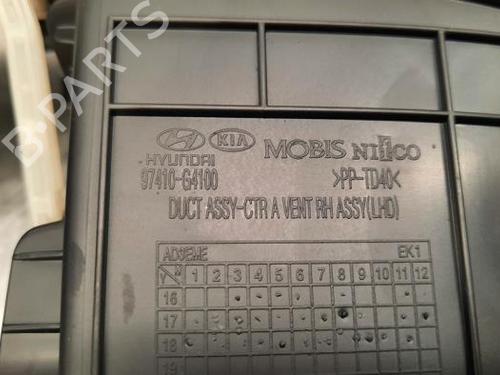 HYUNDAI KIA MOBIS NIFCO
97410-G4100 >PP-TD40<
DUCT ASSY-CTR A VENT RH ASSY(LHD)
EK1
Y M 1 2 3 4 5 6 7 8 9 10 11 12
16
17
18
19
B-PARTS